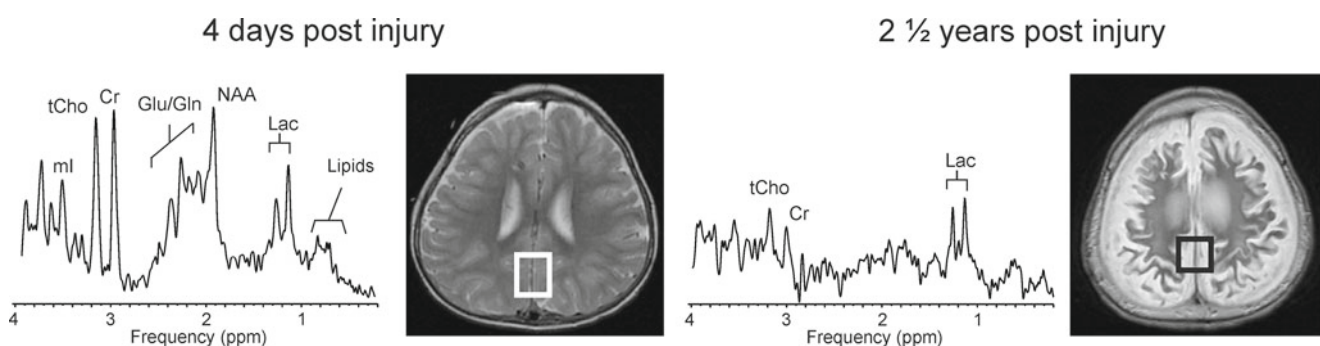 4 days post injury
2 ½ years post injury
tCho
Cr
mI
Glu/Gln
NAA
Lac
Lipids
4 3 2 1
Frequency (ppm)
tCho
Cr
Lac
4 3 2 1
Frequency (ppm)